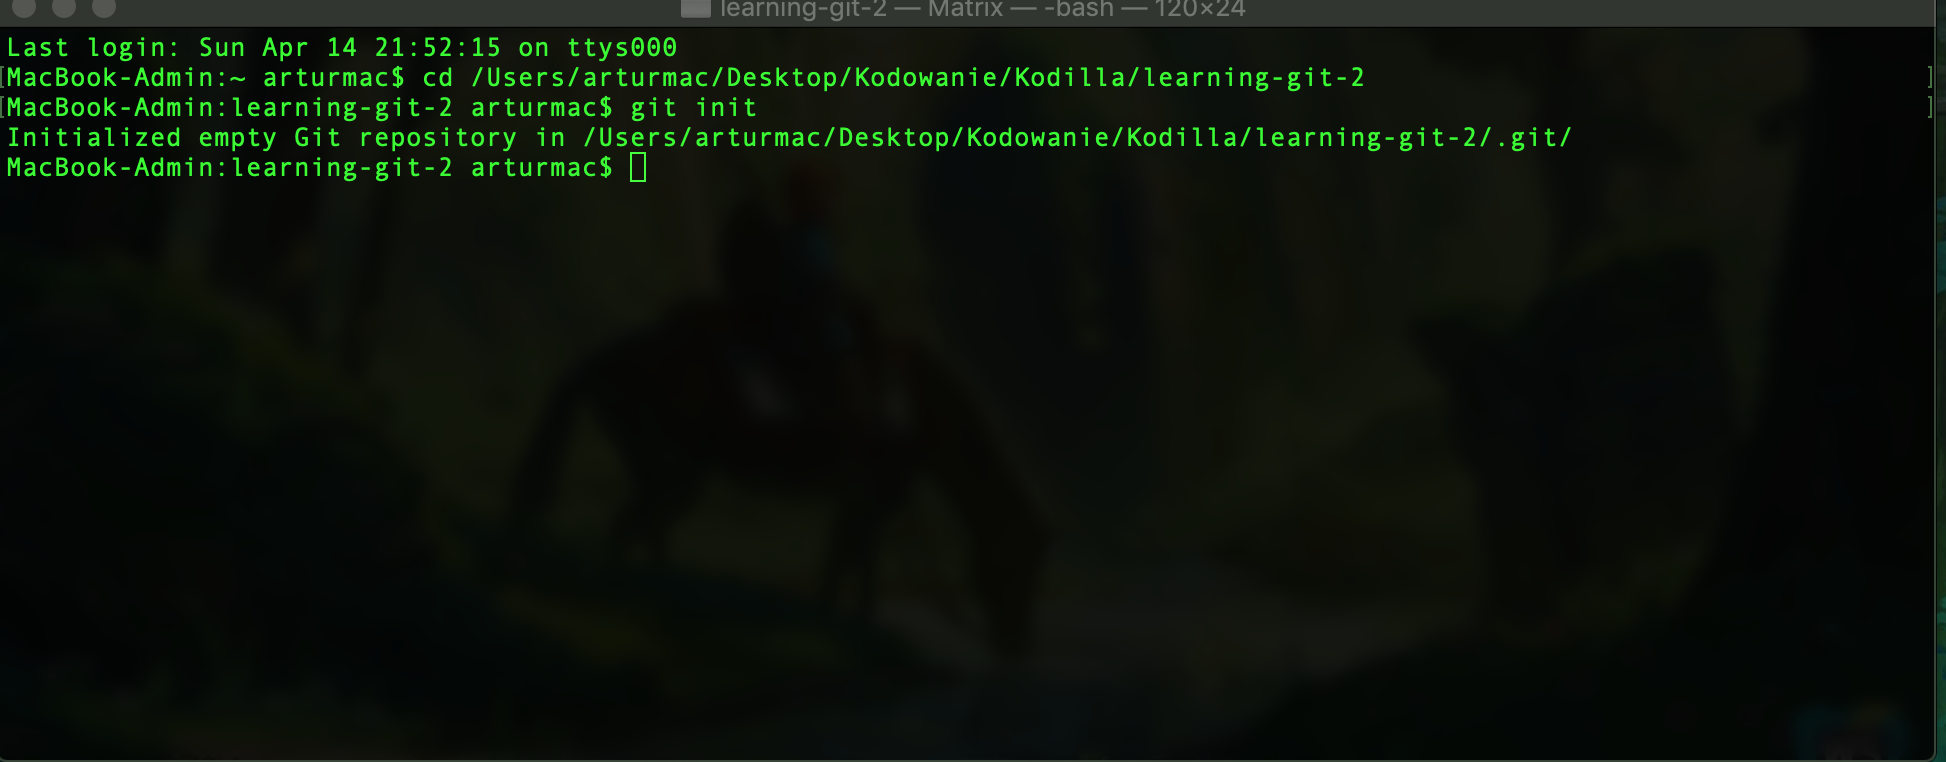 learning-git-2 — Matrix — -bash — 120×24
Last login: Sun Apr 14 21:52:15 on ttys000
[MacBook-Admin:~ arturmac$ cd /Users/arturmac/Desktop/Kodowanie/Kodilla/learning-git-2 ]
[MacBook-Admin:learning-git-2 arturmac$ git init ]
Initialized empty Git repository in /Users/arturmac/Desktop/Kodowanie/Kodilla/learning-git-2/.git/
MacBook-Admin:learning-git-2 arturmac$